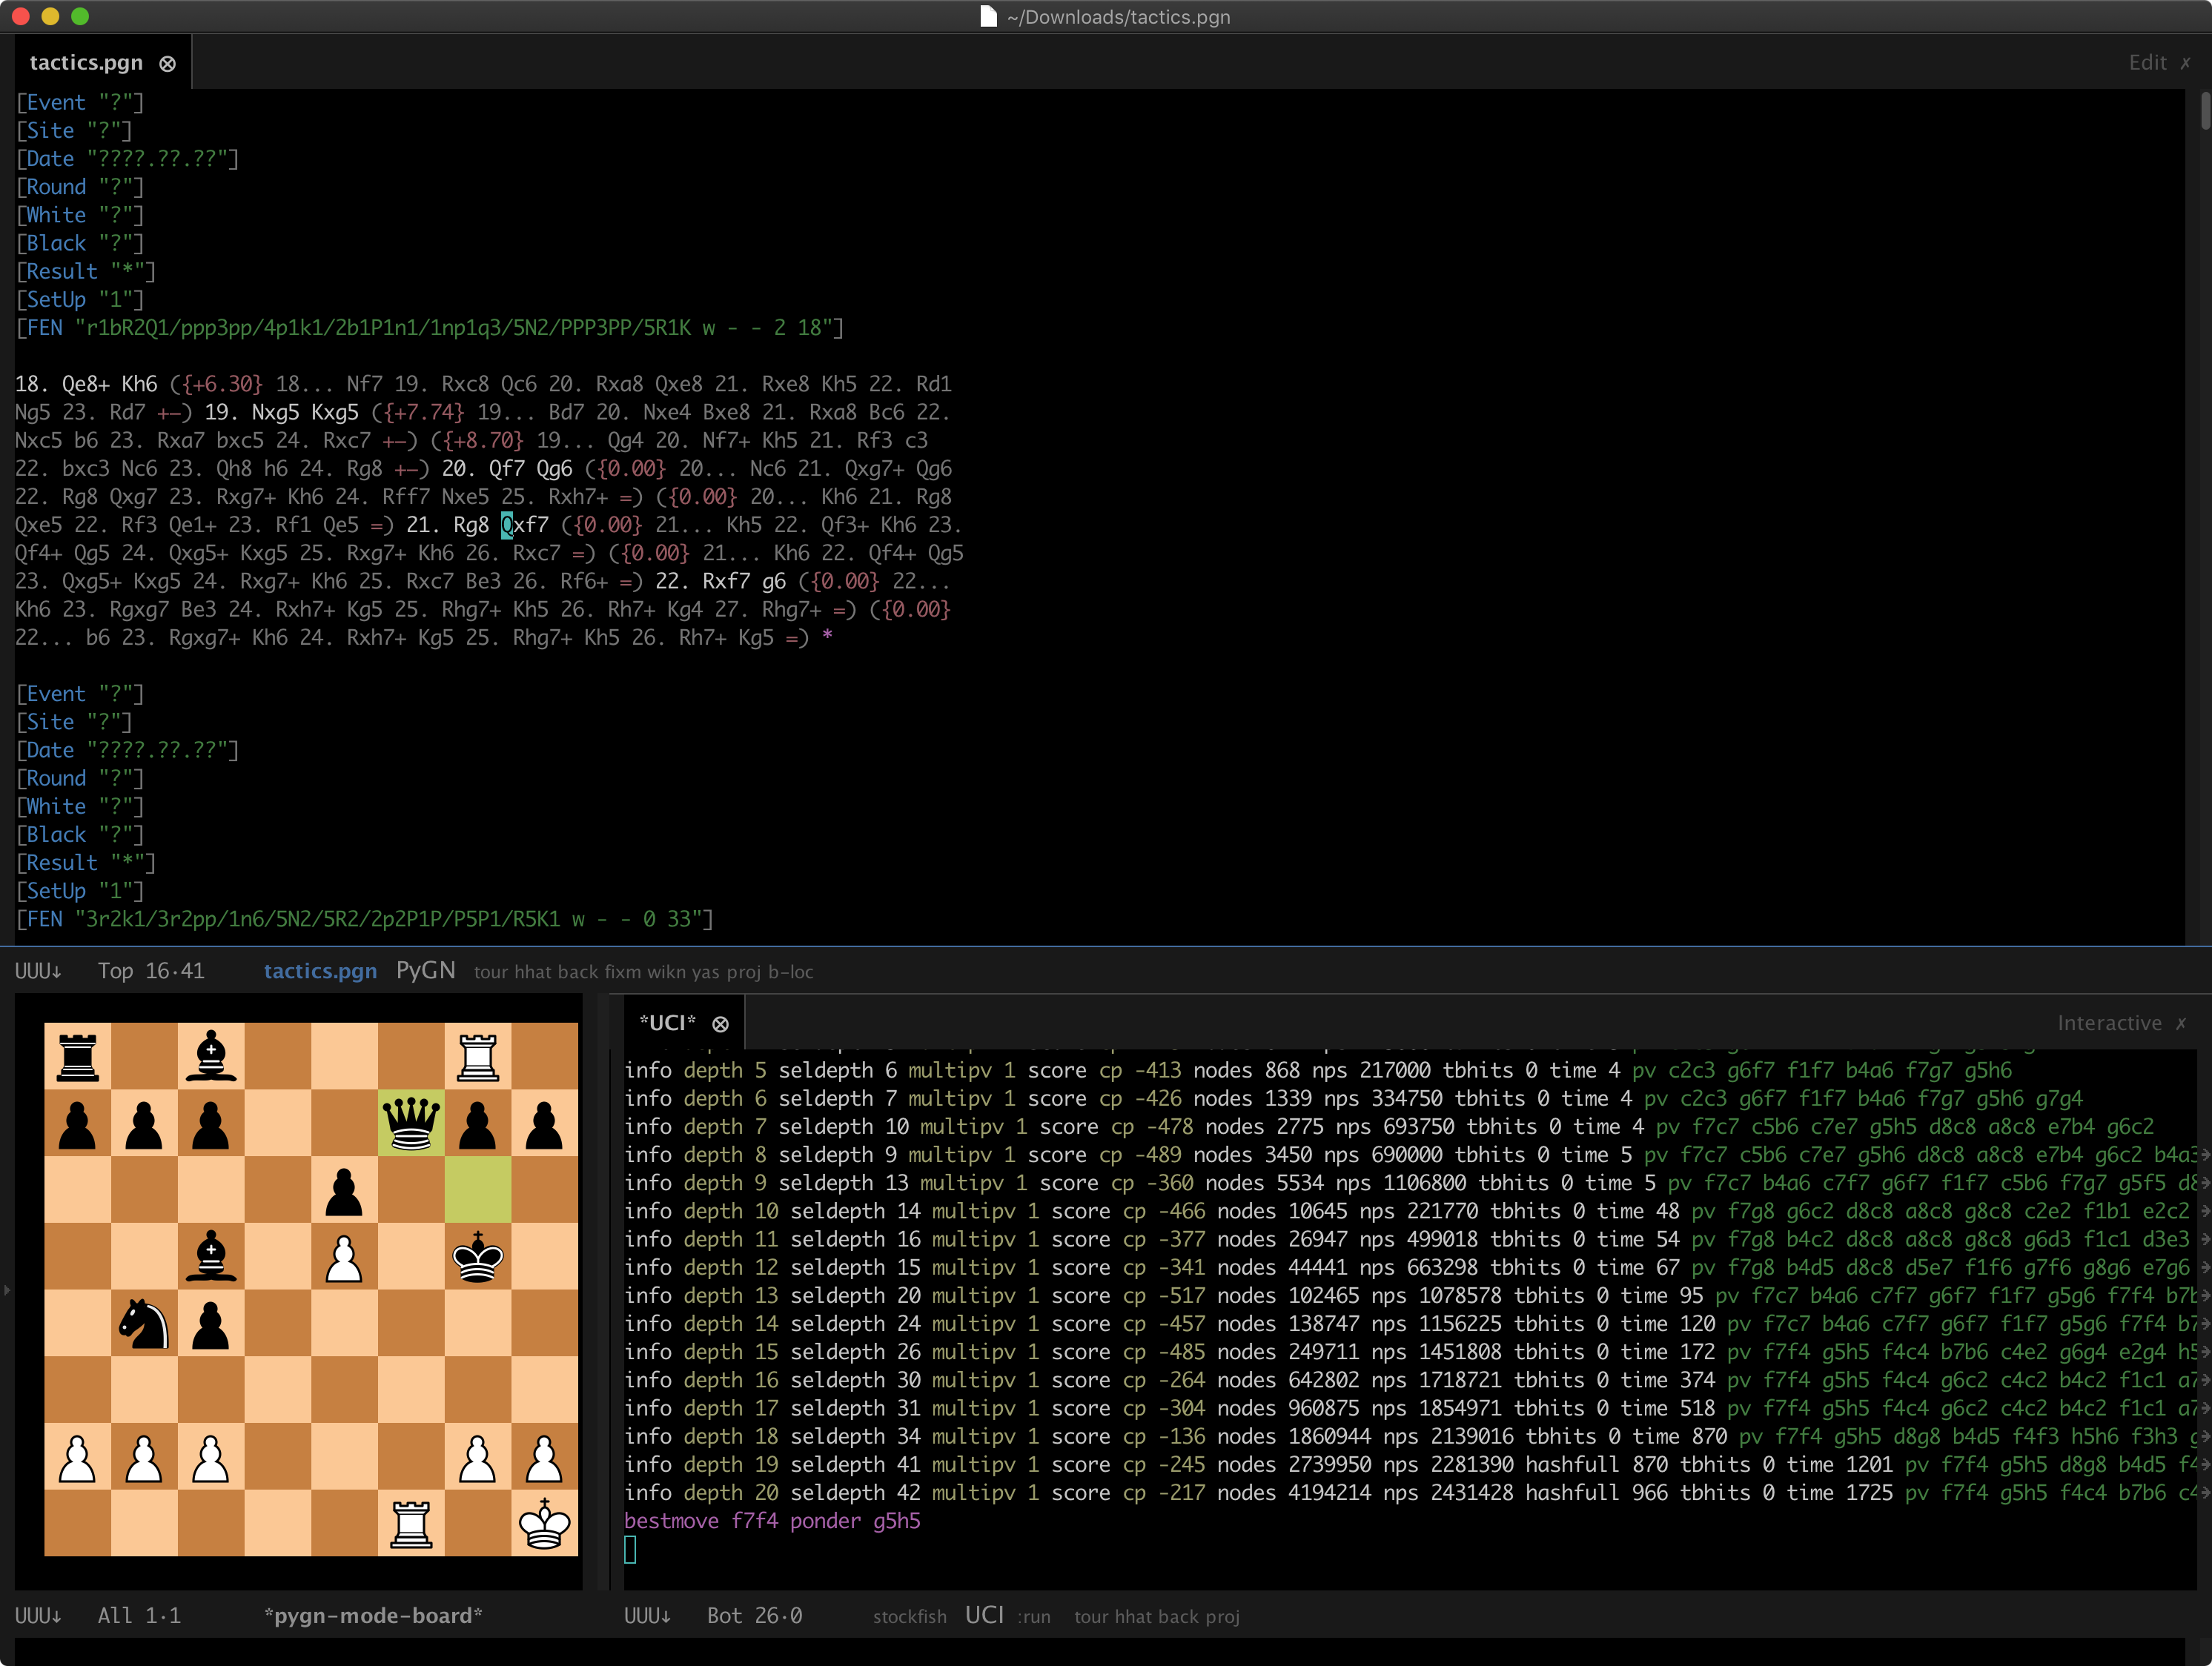 ~/Downloads/tactics.pgn
tactics.pgn ⊗
Edit ✗
[Event "?"]
[Site "?"]
[Date "????.??.??"]
[Round "?"]
[White "?"]
[Black "?"]
[Result "*"]
[SetUp "1"]
[FEN "r1bR2Q1/ppp3pp/4p1k1/2b1P1n1/1np1q3/5N2/PPP3PP/5R1K w - - 2 18"]
18. Qe8+ Kh6 ({+6.30} 18... Nf7 19. Rxc8 Qc6 20. Rxa8 Qxe8 21. Rxe8 Kh5 22. Rd1
Ng5 23. Rd7 +−) 19. Nxg5 Kxg5 ({+7.74} 19... Bd7 20. Nxe4 Bxe8 21. Rxa8 Bc6 22.
Nxc5 b6 23. Rxa7 bxc5 24. Rxc7 +−) ({+8.70} 19... Qg4 20. Nf7+ Kh5 21. Rf3 c3
22. bxc3 Nc6 23. Qh8 h6 24. Rg8 +−) 20. Qf7 Qg6 ({0.00} 20... Nc6 21. Qxg7+ Qg6
22. Rg8 Qxg7 23. Rxg7+ Kh6 24. Rff7 Nxe5 25. Rxh7+ =) ({0.00} 20... Kh6 21. Rg8
Qxe5 22. Rf3 Qe1+ 23. Rf1 Qe5 =) 21. Rg8 Qxf7 ({0.00} 21... Kh5 22. Qf3+ Kh6 23.
Qf4+ Qg5 24. Qxg5+ Kxg5 25. Rxg7+ Kh6 26. Rxc7 =) ({0.00} 21... Kh6 22. Qf4+ Qg5
23. Qxg5+ Kxg5 24. Rxg7+ Kh6 25. Rxc7 Be3 26. Rf6+ =) 22. Rxf7 g6 ({0.00} 22...
Kh6 23. Rgxg7 Be3 24. Rxh7+ Kg5 25. Rhg7+ Kh5 26. Rh7+ Kg4 27. Rhg7+ =) ({0.00}
22... b6 23. Rgxg7+ Kh6 24. Rxh7+ Kg5 25. Rhg7+ Kh5 26. Rh7+ Kg5 =) *
[Event "?"]
[Site "?"]
[Date "????.??.??"]
[Round "?"]
[White "?"]
[Black "?"]
[Result "*"]
[SetUp "1"]
[FEN "3r2k1/3r2pp/1n6/5N2/5R2/2p2P1P/P5P1/R5K1 w - - 0 33"]
UUU↓ Top 16·41 tactics.pgn PyGN tour hhat back fixm wikn yas proj b-loc
*UCI* ⊗
Interactive ✗
info depth 5 seldepth 6 multipv 1 score cp -413 nodes 868 nps 217000 tbhits 0 time 4 pv c2c3 g6f7 f1f7 b4a6 f7g7 g5h6
info depth 6 seldepth 7 multipv 1 score cp -426 nodes 1339 nps 334750 tbhits 0 time 4 pv c2c3 g6f7 f1f7 b4a6 f7g7 g5h6 g7g4
info depth 7 seldepth 10 multipv 1 score cp -478 nodes 2775 nps 693750 tbhits 0 time 4 pv f7c7 c5b6 c7e7 g5h5 d8c8 a8c8 e7b4 g6c2
info depth 8 seldepth 9 multipv 1 score cp -489 nodes 3450 nps 690000 tbhits 0 time 5 pv f7c7 c5b6 c7e7 g5h6 d8c8 a8c8 e7b4 g6c2 b4a3
info depth 9 seldepth 13 multipv 1 score cp -360 nodes 5534 nps 1106800 tbhits 0 time 5 pv f7c7 b4a6 c7f7 g6f7 f1f7 c5b6 f7g7 g5f5 d8
info depth 10 seldepth 14 multipv 1 score cp -466 nodes 10645 nps 221770 tbhits 0 time 48 pv f7g8 g6c2 d8c8 a8c8 g8c8 c2e2 f1b1 e2c2
info depth 11 seldepth 16 multipv 1 score cp -377 nodes 26947 nps 499018 tbhits 0 time 54 pv f7g8 b4c2 d8c8 a8c8 g8c8 g6d3 f1c1 d3e3
info depth 12 seldepth 15 multipv 1 score cp -341 nodes 44441 nps 663298 tbhits 0 time 67 pv f7g8 b4d5 d8c8 d5e7 f1f6 g7f6 g8g6 e7g6
info depth 13 seldepth 20 multipv 1 score cp -517 nodes 102465 nps 1078578 tbhits 0 time 95 pv f7c7 b4a6 c7f7 g6f7 f1f7 g5g6 f7f4 b7b
info depth 14 seldepth 24 multipv 1 score cp -457 nodes 138747 nps 1156225 tbhits 0 time 120 pv f7c7 b4a6 c7f7 g6f7 f1f7 g5g6 f7f4 b7
info depth 15 seldepth 26 multipv 1 score cp -485 nodes 249711 nps 1451808 tbhits 0 time 172 pv f7f4 g5h5 f4c4 b7b6 c4e2 g6g4 e2g4 h5
info depth 16 seldepth 30 multipv 1 score cp -264 nodes 642802 nps 1718721 tbhits 0 time 374 pv f7f4 g5h5 f4c4 g6c2 c4c2 b4c2 f1c1 a7
info depth 17 seldepth 31 multipv 1 score cp -304 nodes 960875 nps 1854971 tbhits 0 time 518 pv f7f4 g5h5 f4c4 g6c2 c4c2 b4c2 f1c1 a7
info depth 18 seldepth 34 multipv 1 score cp -136 nodes 1860944 nps 2139016 tbhits 0 time 870 pv f7f4 g5h5 d8g8 b4d5 f4f3 h5h6 f3h3 g
info depth 19 seldepth 41 multipv 1 score cp -245 nodes 2739950 nps 2281390 hashfull 870 tbhits 0 time 1201 pv f7f4 g5h5 d8g8 b4d5 f4
info depth 20 seldepth 42 multipv 1 score cp -217 nodes 4194214 nps 2431428 hashfull 966 tbhits 0 time 1725 pv f7f4 g5h5 f4c4 b7b6 c4
bestmove f7f4 ponder g5h5
UUU↓ All 1·1 *pygn-mode-board*
UUU↓ Bot 26·0 stockfish UCI :run tour hhat back proj